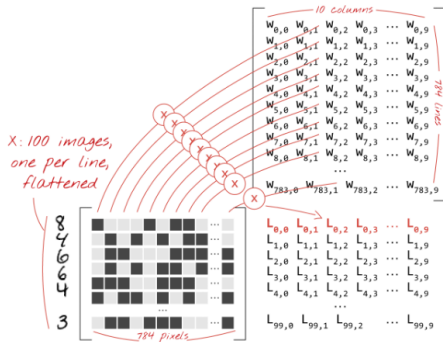 10 columns
W0,0 W0,1 W0,2 W0,3 ... W0,9
W1,0 W1,1 W1,2 W1,3 ... W1,9
W2,0 W2,1 W2,2 W2,3 ... W2,9
W3,0 W3,1 W3,2 W3,3 ... W3,9
W4,0 W4,1 W4,2 W4,3 ... W4,9
W5,0 W5,1 W5,2 W5,3 ... W5,9
W6,0 W6,1 W6,2 W6,3 ... W6,9
W7,0 W7,1 W7,2 W7,3 ... W7,9
W8,0 W8,1 W8,2 W8,3 ... W8,9
...
W783,0 W783,1 W783,2 ... W783,9
784 lines
x x x x x x x x x
X: 100 images,
one per line,
flattened
8
4
6
6
4
3
...
...
...
...
...
...
...
784 pixels
L0,0 L0,1 L0,2 L0,3 ... L0,9
L1,0 L1,1 L1,2 L1,3 ... L1,9
L2,0 L2,1 L2,2 L2,3 ... L2,9
L3,0 L3,1 L3,2 L3,3 ... L3,9
L4,0 L4,1 L4,2 L4,3 ... L4,9
...
L99,0 L99,1 L99,2 ... L99,9